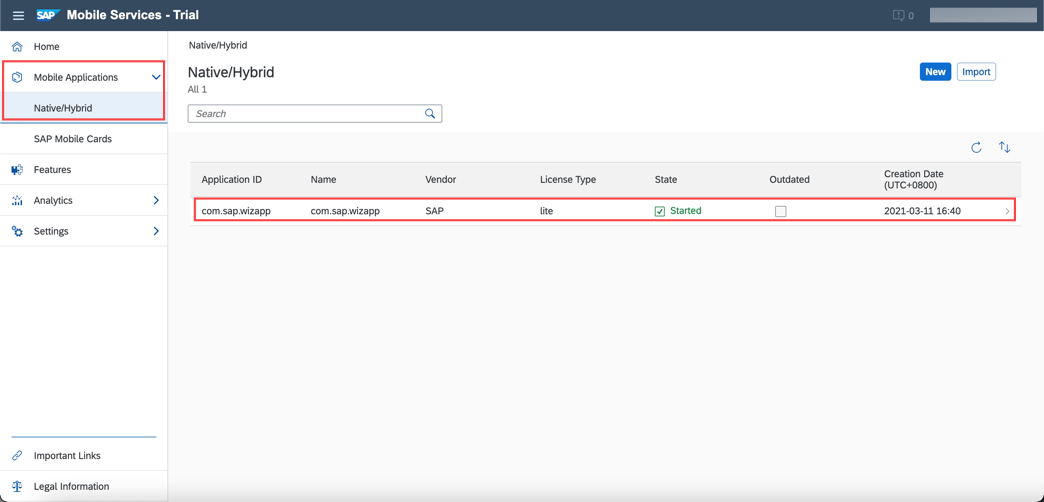 SAP Mobile Services - Trial
0
Home
Mobile Applications
Native/Hybrid
SAP Mobile Cards
Features
Analytics
Settings
Important Links
Legal Information
Native/Hybrid
Native/Hybrid
New Import
All 1
Search
Application ID Name Vendor License Type State Outdated Creation Date
(UTC+0800)
com.sap.wizapp com.sap.wizapp SAP lite Started 2021-03-11 16:40